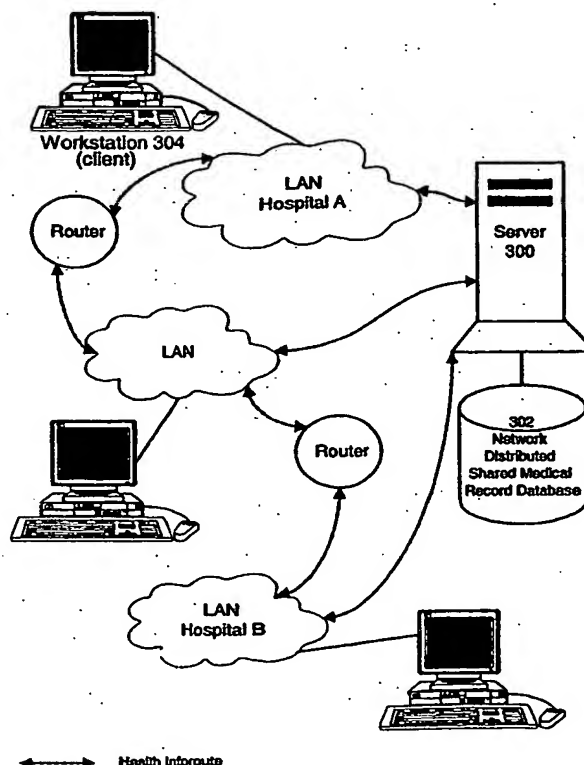 Workstation 304
(client)
LAN
Hospital A
Router
Server
300
LAN
Router
302
Network
Distributed
Shared Medical
Record Database
LAN
Hospital B
Health Inforoute